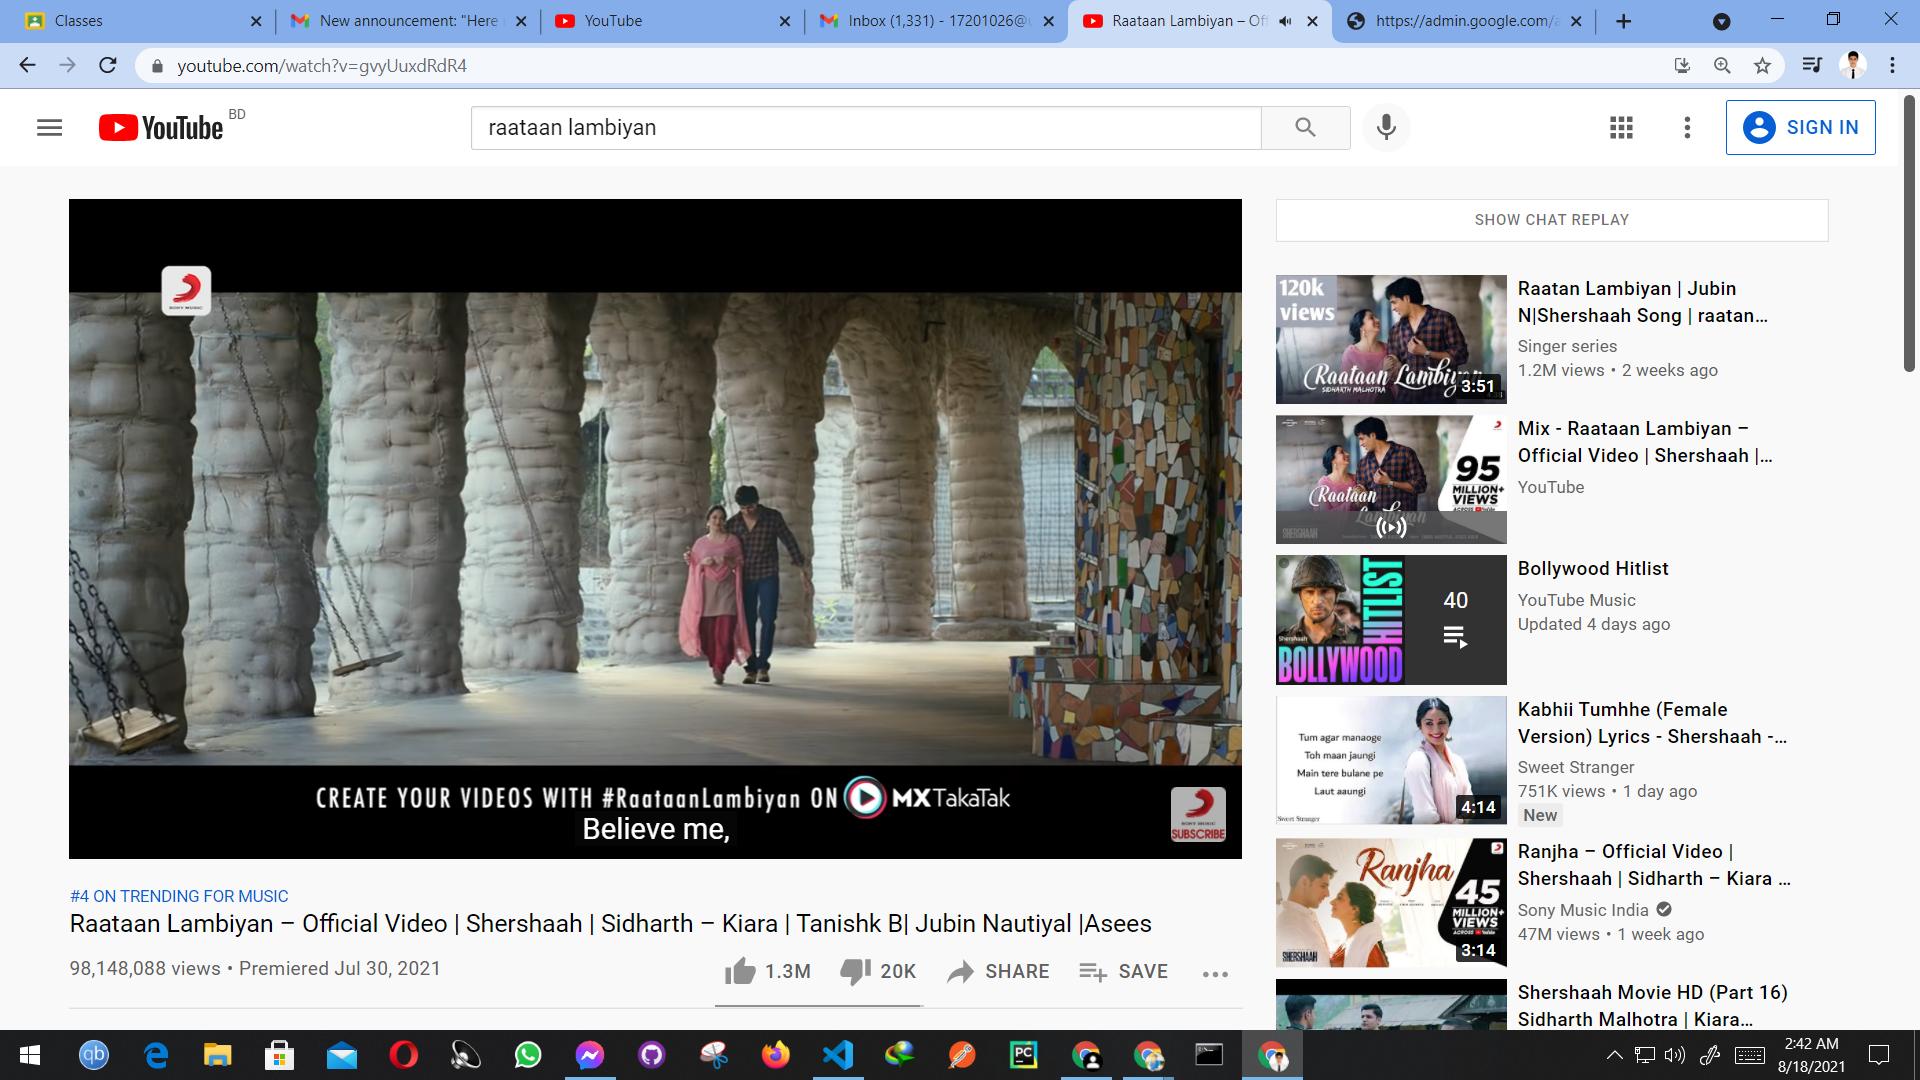 Classes
New announcement: "Here
YouTube
Inbox (1,331) - 17201026@
Raataan Lambiyan – Of
https://admin.google.com/
youtube.com/watch?v=gvyUuxdRdR4
YouTube BD
raataan lambiyan
SIGN IN
SHOW CHAT REPLAY
SONY MUSIC
CREATE YOUR VIDEOS WITH #RaataanLambiyan ON MXTakaTak
Believe me,
SONY MUSIC
SUBSCRIBE
#4 ON TRENDING FOR MUSIC
Raataan Lambiyan – Official Video | Shershaah | Sidharth – Kiara | Tanishk B| Jubin Nautiyal |Asees
98,148,088 views • Premiered Jul 30, 2021
1.3M
20K
SHARE
SAVE
120k
views
Raataan Lambiyan
SIDHARTH MALHOTRA
3:51
Raatan Lambiyan | Jubin
N|Shershaah Song | raatan...
Singer series
1.2M views • 2 weeks ago
Raataan
Lambiyan
SHERSHAAH
95
MILLION+
VIEWS
Mix - Raataan Lambiyan –
Official Video | Shershaah |...
YouTube
Shershaah
HITLIST
BOLLYWOOD
40
Bollywood Hitlist
YouTube Music
Updated 4 days ago
Tum agar manaoge
Toh maan jaungi
Main tere bulane pe
Laut aaungi
Sweet Stranger
4:14
Kabhii Tumhhe (Female
Version) Lyrics - Shershaah -...
Sweet Stranger
751K views • 1 day ago
New
Ranjha
45
MILLION+
VIEWS
ACROSS YouTube
SHERSHAAH
3:14
Ranjha – Official Video |
Shershaah | Sidharth – Kiara ...
Sony Music India
47M views • 1 week ago
Shershaah Movie HD (Part 16)
Sidharth Malhotra | Kiara...
qb
PC
2:42 AM
8/18/2021